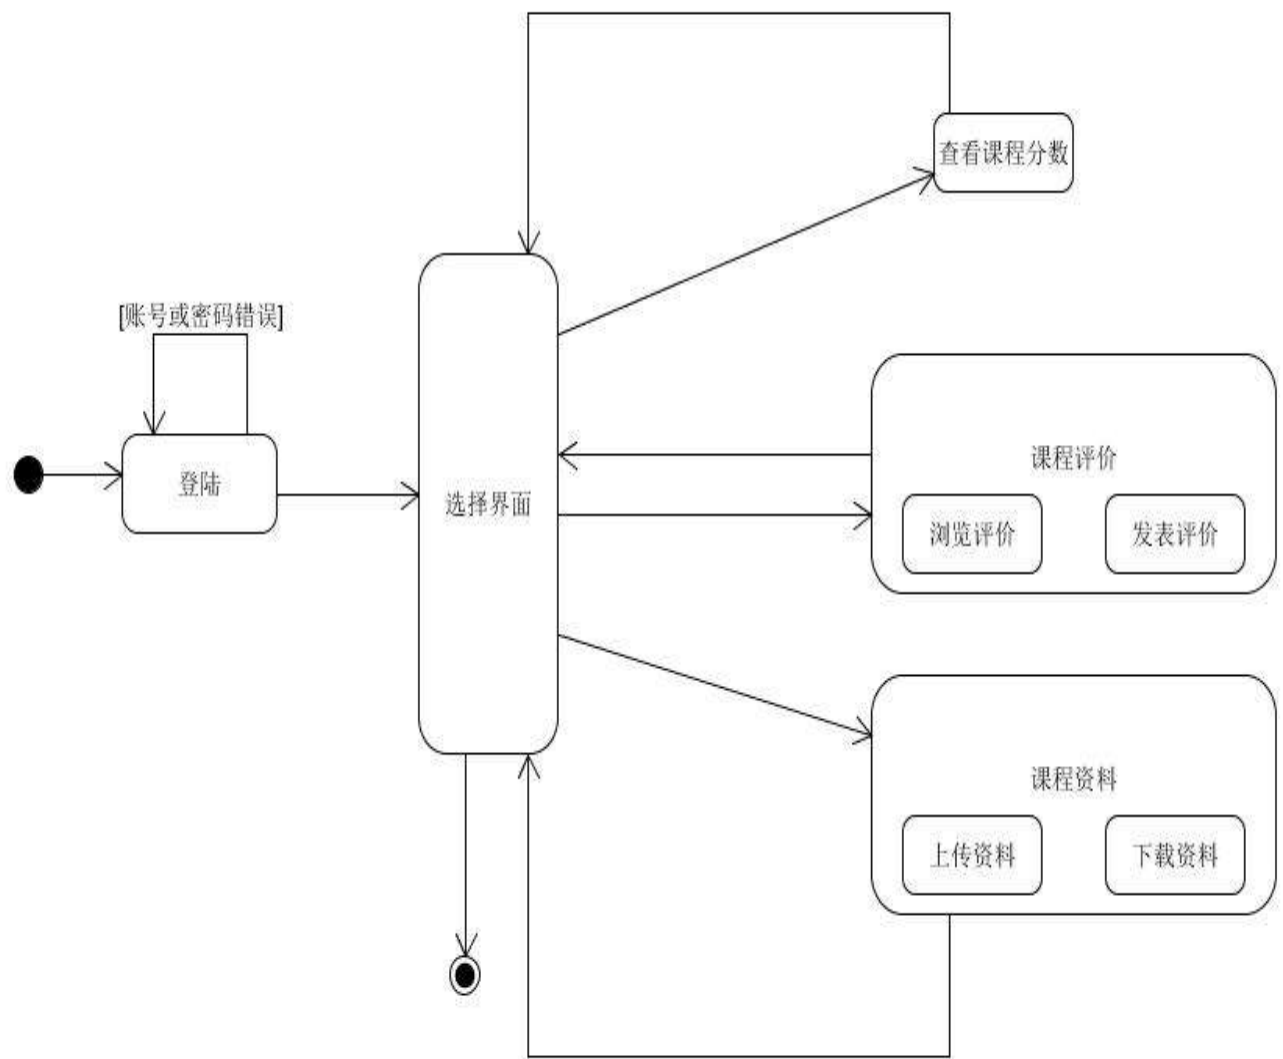 查看课程分数
[账号或密码错误]
登陆
选择界面
课程评价
浏览评价
发表评价
课程资料
上传资料
下载资料